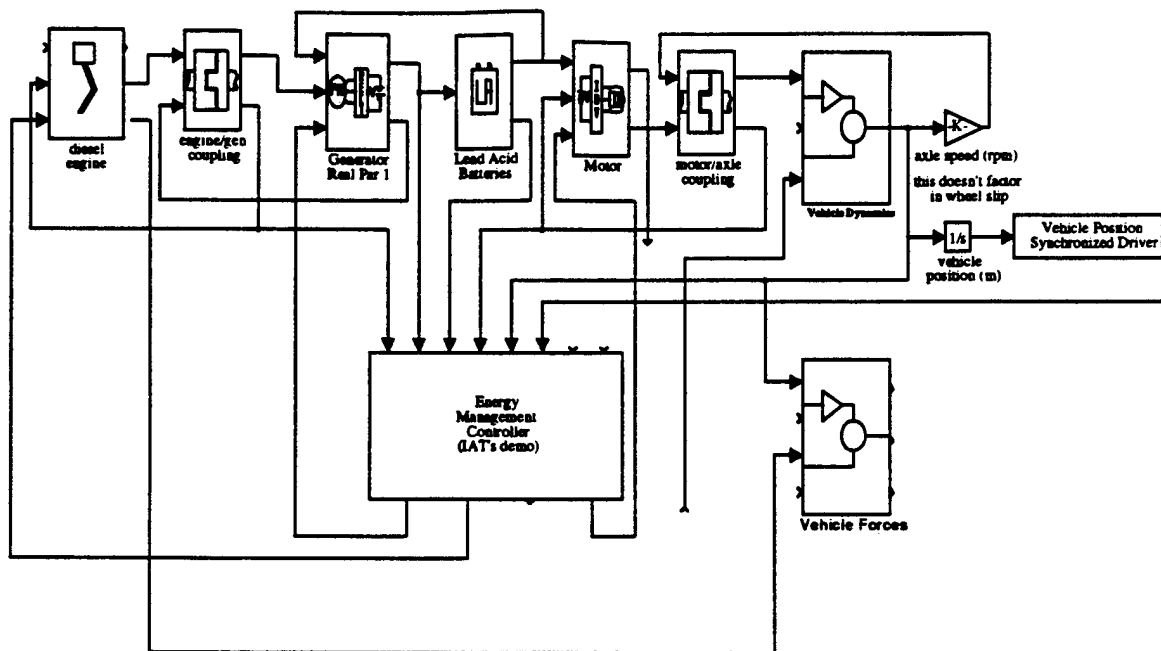 diesel
engine
engine/gen
coupling
Generator
Real Par 1
Lead Acid
Batteries
Motor
motor/axle
coupling
Vehicle Dynamics
-K-
axle speed (rpm)
this doesn't factor
in wheel slip
1/s
vehicle
position (m)
Vehicle Position
Synchronized Driver
Energy
Management
Controller
(IAT's demo)
Vehicle Forces